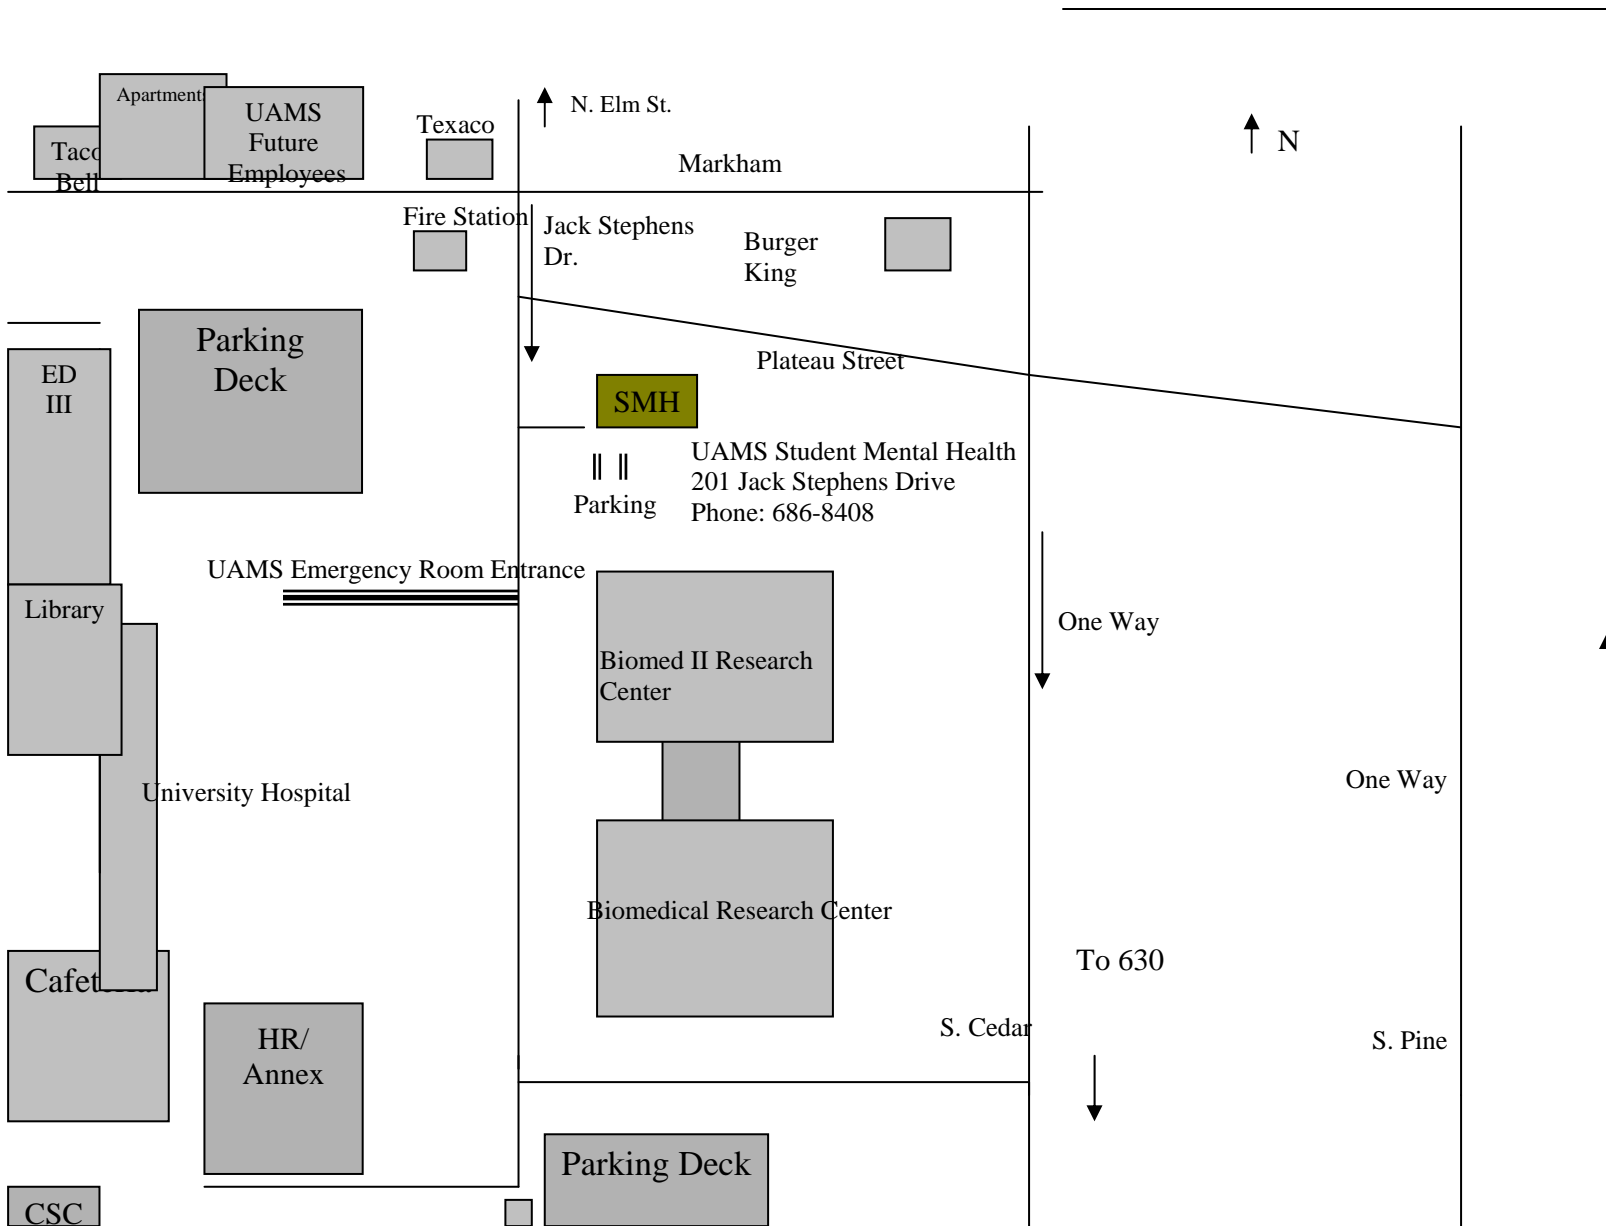 Apartments
UAMS
Future
Employees
Taco
Bell
Texaco
N. Elm St.
Markham
N
Fire Station
Jack Stephens
Dr.
Burger
King
Parking
Deck
Plateau Street
ED
III
SMH
UAMS Student Mental Health
201 Jack Stephens Drive
Phone: 686-8408
Parking
UAMS Emergency Room Entrance
Library
One Way
Biomed II Research
Center
University Hospital
One Way
Biomedical Research Center
Cafeteria
To 630
HR/
Annex
S. Cedar
S. Pine
Parking Deck
CSC